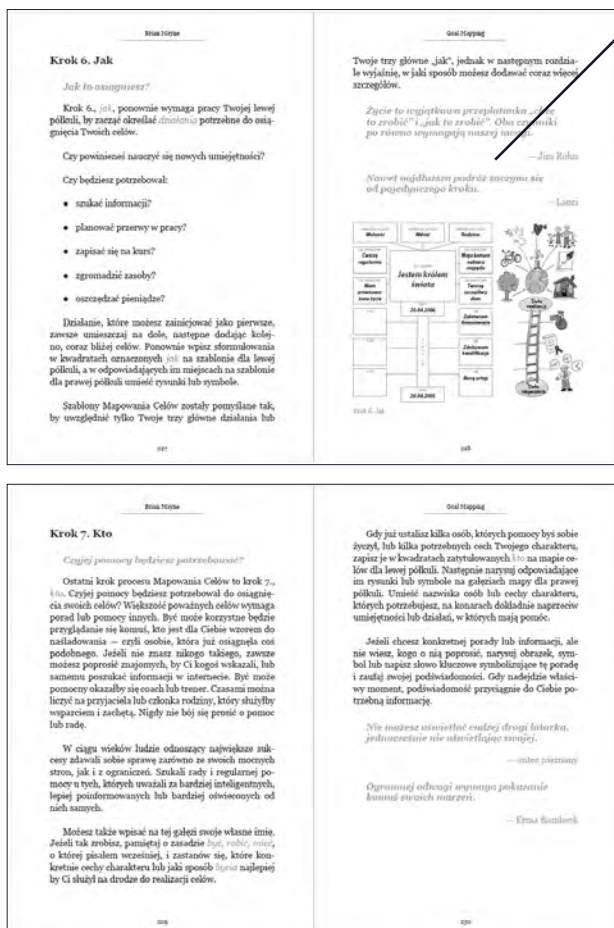 Brian Mayne
Krok 6. Jak
Jak to osiągniesz?
Krok 6., jak, ponownie wymaga pracy Twojej lewej
półkuli, by zacząć określać działania potrzebne do osią-
gnięcia Twoich celów.
Czy powinieneś nauczyć się nowych umiejętności?
Czy będziesz potrzebował:
• szukać informacji?
• planować przerwy w pracy?
• zapisać się na kurs?
• zgromadzić zasoby?
• oszczędzać pieniądze?
Działanie, które możesz zainicjować jako pierwsze,
zawsze umieszczaj na dole, następne dodając kolej-
no, coraz bliżej celów. Ponownie wpisz sformułowania
w kwadratach oznaczonych jak na szablonie dla lewej
półkuli, a w odpowiadających im miejscach na szablonie
dla prawej półkuli umieść rysunki lub symbole.
Szablony Mapowania Celów zostały pomyślane tak,
by uwzględnić tylko Twoje trzy główne działania lub
227
Goal Mapping
Twoje trzy główne „jak”, jednak w następnym rozdzia-
le wyjaśnię, w jaki sposób możesz dodawać coraz więcej
szczegółów.
Życie to wyjątkowa przeplatanka „chcę
to zrobić” i „jak to zrobić”. Oba czynniki
po równo wymagają naszej uwagi.
— Jim Rohn
Nawet najdłuższa podróż zaczyna się
od pojedynczego kroku.
— Laozi
Wolność
Miłość
Rodzina
Ćwiczę
regularnie
Jestem królem
świata
Tworzę
szczęśliwy
dom
20.06.2005
20.06.2005
Krok 6. Jak
228
Brian Mayne
Krok 7. Kto
Czyjej pomocy będziesz potrzebować?
Ostatni krok procesu Mapowania Celów to krok 7.,
kto. Czyjej pomocy będziesz potrzebował do osiągnię-
cia swoich celów? Większość poważnych celów wymaga
porad lub pomocy innych. Być może korzystne będzie
przyglądanie się komuś, kto jest dla Ciebie wzorem do
naśladowania — czyli osobie, która już osiągnęła coś
podobnego. Jeżeli nie znasz nikogo takiego, zawsze
możesz poprosić znajomych, by Ci kogoś wskazali, lub
samemu poszukać informacji w internecie. Być może
pomocny okazałby się coach lub trener. Czasami można
liczyć na przyjaciela lub członka rodziny, który służyłby
wsparciem i zachętą. Nigdy nie bój się prosić o pomoc
lub radę.
W ciągu wieków ludzie odnoszący największe suk-
cesy zdawali sobie sprawę zarówno ze swoich mocnych
stron, jak i z ograniczeń. Szukali rady i regularnej po-
mocy u tych, których uważali za bardziej inteligentnych,
lepiej poinformowanych lub bardziej oświeconych od
nich samych.
Możesz także wpisać na tej gałęzi swoje własne imię.
Jeżeli tak zrobisz, pamiętaj o zasadzie być, robić, mieć,
o której pisałem wcześniej, i zastanów się, które kon-
kretnie cechy charakteru lub jaki sposób bycia najlepiej
by Ci służył na drodze do realizacji celów.
229
Goal Mapping
Gdy już ustalisz kilka osób, których pomocy byś sobie
życzył, lub kilka potrzebnych cech Twojego charakteru,
zapisz je w kwadratach zatytułowanych kto na mapie ce-
lów dla lewej półkuli. Następnie narysuj odpowiadające
im rysunki lub symbole na gałęziach mapy dla prawej
półkuli. Umieść nazwiska osób lub cechy charakteru,
których potrzebujesz, na konarach dokładnie naprzeciw
umiejętności lub działań, w których mają pomóc.
Jeżeli chcesz konkretnej porady lub informacji, ale
nie wiesz, kogo o nią poprosić, narysuj obrazek, sym-
bol lub napisz słowo kluczowe symbolizujące tę poradę
i zaufaj swojej podświadomości. Gdy nadejdzie właści-
wy moment, podświadomość przyciągnie do Ciebie po-
trzebną informację.
Nie możesz oświetlać cudzej drogi latarką,
jednocześnie nie oświetlając swojej.
— autor nieznany
Ogromnej odwagi wymaga pokazanie
komuś swoich marzeń.
— Erma Bombeck
230